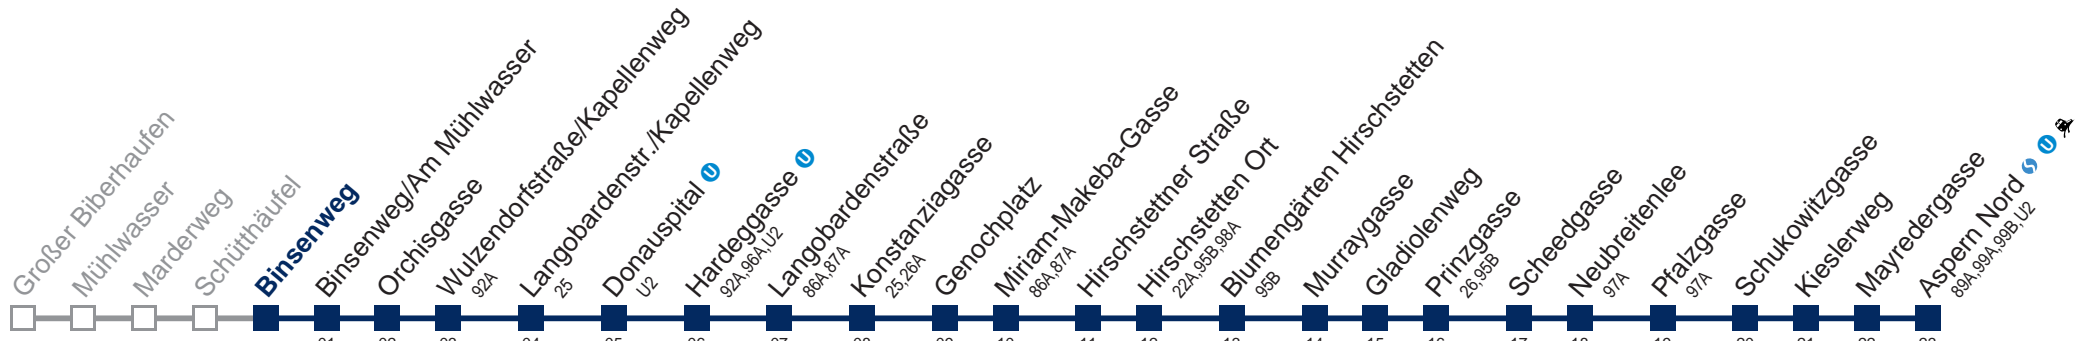 Großer Biberhaufen
Mühlwasser
Marderweg
Schütthäufel
Binsenweg
Binsenweg/Am Mühlwasser
Orchisgasse
Wulzendorfstraße/Kapellenweg
92A
Langobardenstr./Kapellenweg
25
Donauspital U
U2
Hardeggasse U
92A,96A,U2
Langobardenstraße
86A,87A
Konstanziagasse
25,26A
Genochplatz
Miriam-Makeba-Gasse
86A,87A
Hirschstettner Straße
Hirschstetten Ort
22A,95B,98A
Blumengärten Hirschstetten
95B
Murraygasse
Gladiolenweg
Prinzgasse
26,95B
Scheedgasse
Neubreitenlee
97A
Pfalzgasse
97A
Schukowitzgasse
Kieslerweg
Mayredergasse
Aspern Nord S U
89A,99A,99B,U2